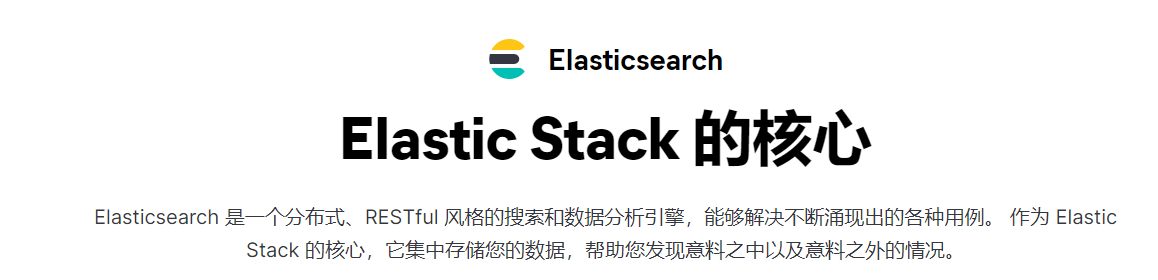 Elasticsearch
Elastic Stack 的核心
Elasticsearch 是一个分布式、RESTful 风格的搜索和数据分析引擎，能够解决不断涌现出的各种用例。 作为 Elastic
Stack 的核心，它集中存储您的数据，帮助您发现意料之中以及意料之外的情况。